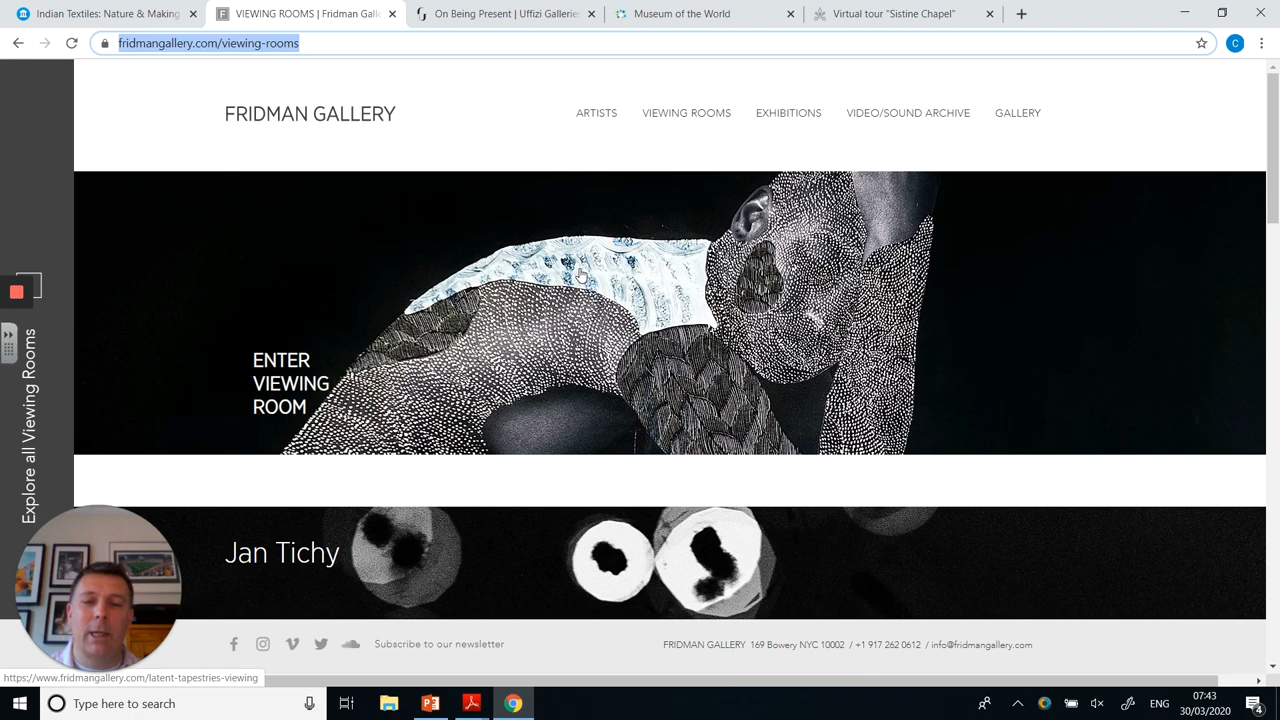 Indian Textiles: Nature & Making
VIEWING ROOMS | Fridman Gall
On Being Present | Uffizi Galleries
Museum of the World
Virtual tour "Sistine Chapel"
fridmangallery.com/viewing-rooms
C
FRIDMAN GALLERY
ARTISTS VIEWING ROOMS EXHIBITIONS VIDEO/SOUND ARCHIVE GALLERY
ENTER
VIEWING
ROOM
Explore all Viewing Rooms
Jan Tichy
Subscribe to our newsletter
FRIDMAN GALLERY 169 Bowery NYC 10002 / +1 917 262 0612 / info@fridmangallery.com
https://www.fridmangallery.com/latent-tapestries-viewing
Type here to search
ENG
07:43
30/03/2020
4